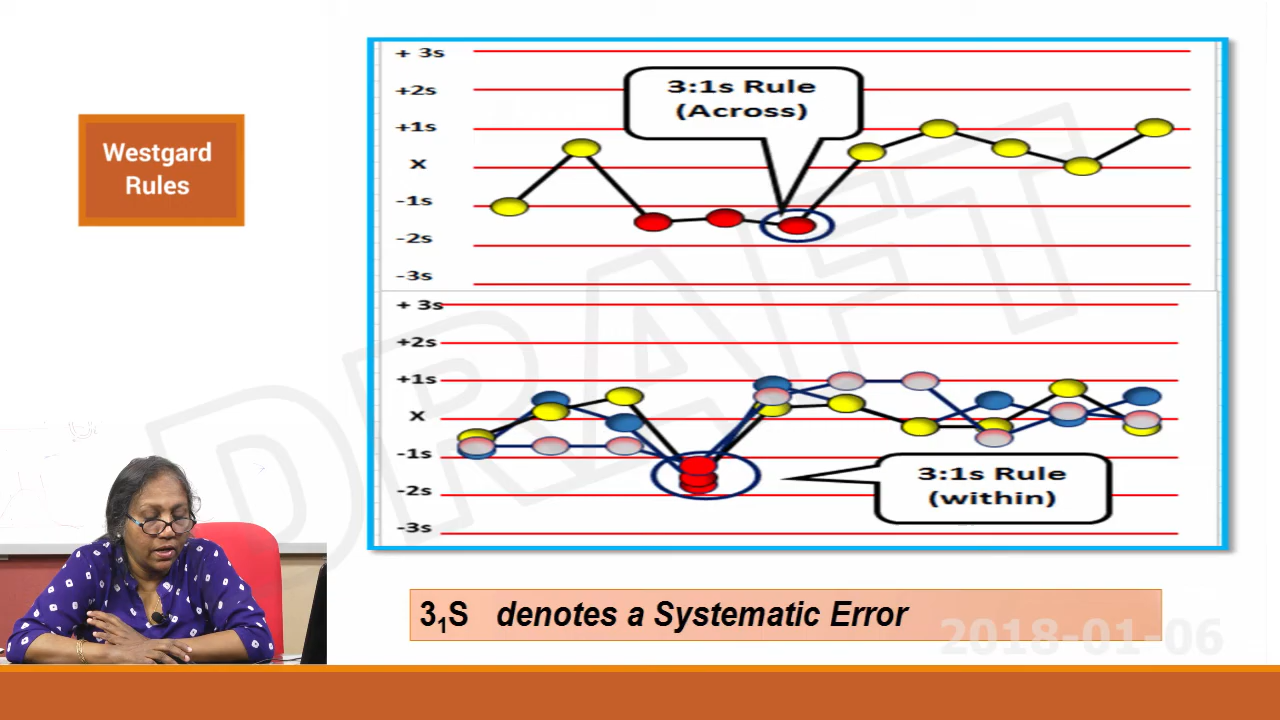 Westgard
Rules
+ 3s
+2s
+1s
X
-1s
-2s
-3s
3:1s Rule
(Across)
+ 3s
+2s
+1s
X
-1s
-2s
-3s
3:1s Rule
(within)
3₁S denotes a Systematic Error
DRAFT
2018-01-06